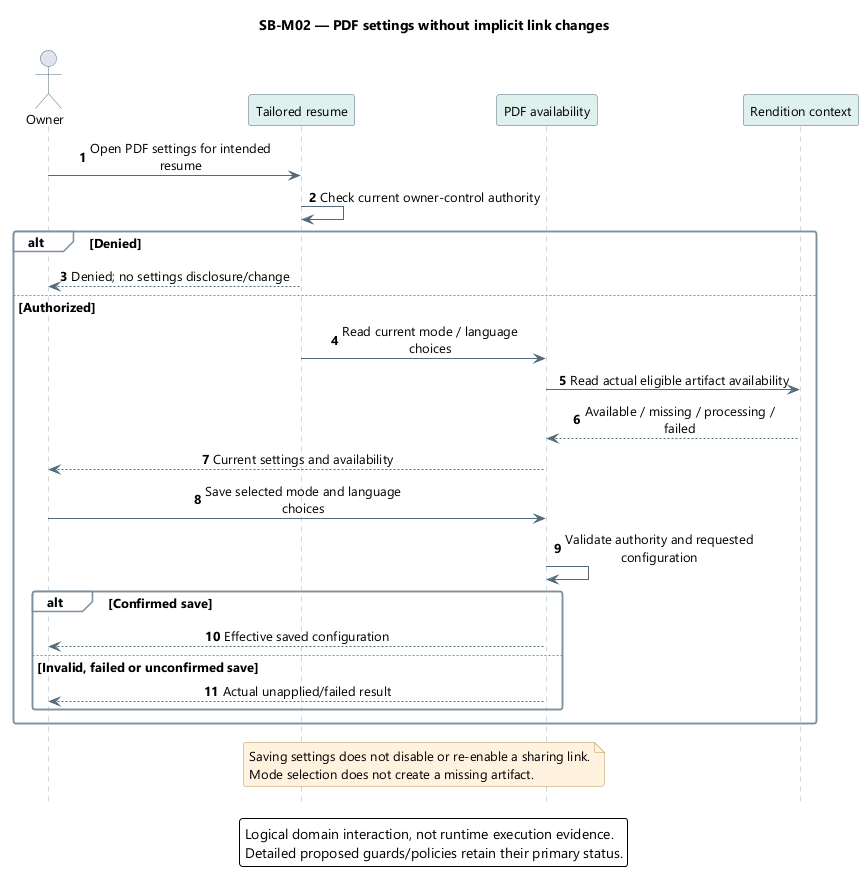 SB-M02 — PDF settings without implicit link changes
Owner
Tailored resume
PDF availability
Rendition context
1 Open PDF settings for intended
resume
2 Check current owner-control authority
alt [Denied]
3 Denied; no settings disclosure/change
[Authorized]
4 Read current mode / language
choices
5 Read actual eligible artifact availability
6 Available / missing / processing /
failed
7 Current settings and availability
8 Save selected mode and language
choices
9 Validate authority and requested
configuration
alt [Confirmed save]
10 Effective saved configuration
[Invalid, failed or unconfirmed save]
11 Actual unapplied/failed result
Saving settings does not disable or re-enable a sharing link.
Mode selection does not create a missing artifact.
Logical domain interaction, not runtime execution evidence.
Detailed proposed guards/policies retain their primary status.